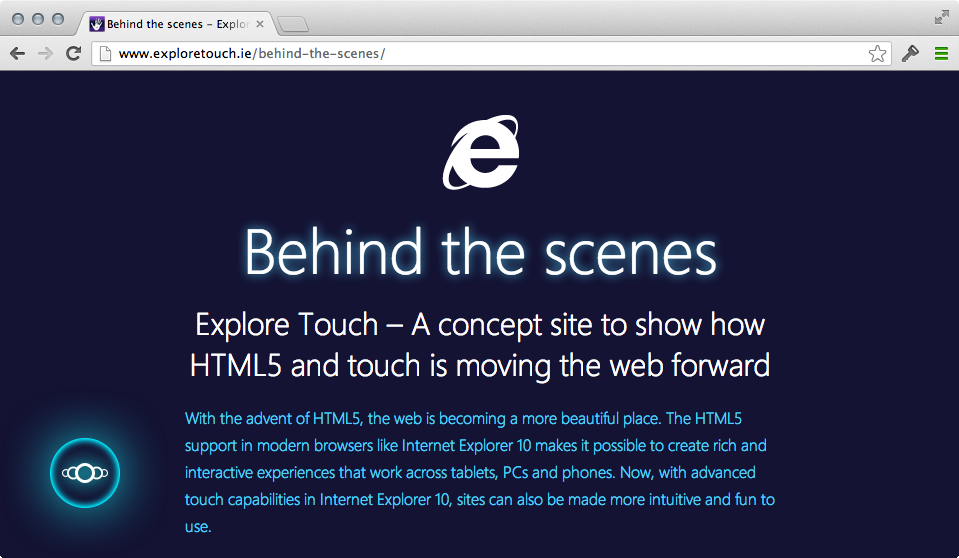 Behind the scenes – Explor
www.exploretouch.ie/behind-the-scenes/
Behind the scenes
Explore Touch – A concept site to show how
HTML5 and touch is moving the web forward
With the advent of HTML5, the web is becoming a more beautiful place. The HTML5
support in modern browsers like Internet Explorer 10 makes it possible to create rich and
interactive experiences that work across tablets, PCs and phones. Now, with advanced
touch capabilities in Internet Explorer 10, sites can also be made more intuitive and fun to
use.